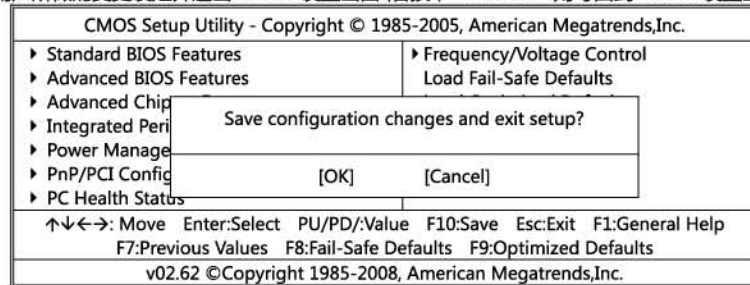 CMOS Setup Utility - Copyright © 1985-2005, American Megatrends,Inc.
▸ Standard BIOS Features
▸ Advanced BIOS Features
▸ Advanced Chip
▸ Integrated Peri
▸ Power Manage
▸ PnP/PCI Config
▸ PC Health Status
▸ Frequency/Voltage Control
Load Fail-Safe Defaults
Save configuration changes and exit setup?
[OK] [Cancel]
↑↓←→: Move Enter:Select PU/PD/:Value F10:Save Esc:Exit F1:General Help
F7:Previous Values F8:Fail-Safe Defaults F9:Optimized Defaults
v02.62 ©Copyright 1985-2008, American Megatrends,Inc.